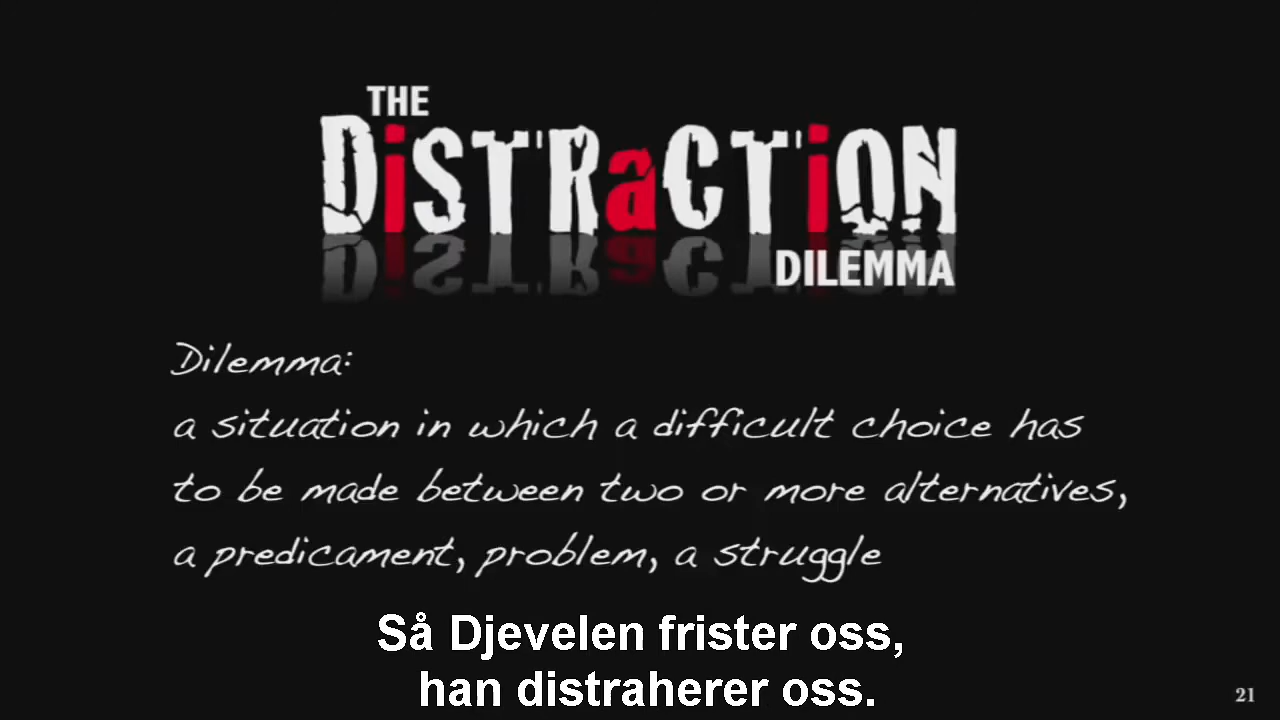 THE
DiSTRaCTiON
DILEMMA
Dilemma:
a situation in which a difficult choice has
to be made between two or more alternatives,
a predicament, problem, a struggle
Så Djevelen frister oss,
han distraherer oss.
21